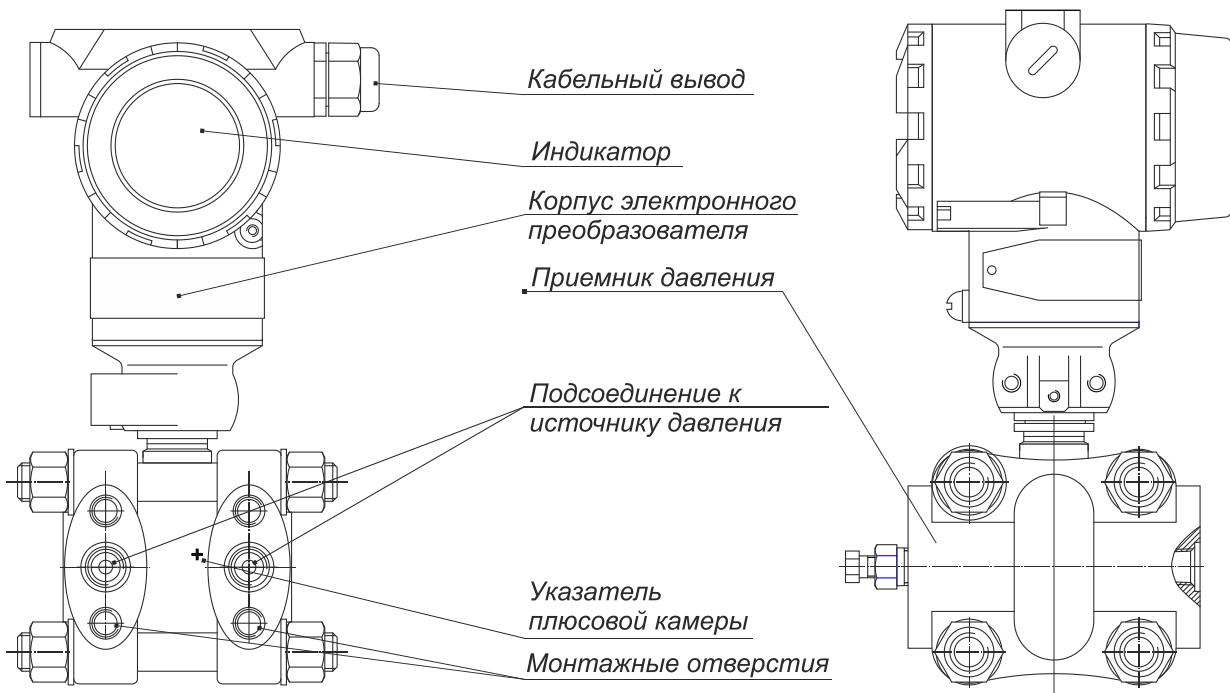 Кабельный вывод
Индикатор
Корпус электронного
преобразователя
Приемник давления
Подсоединение к
источнику давления
+
Указатель
плюсовой камеры
Монтажные отверстия